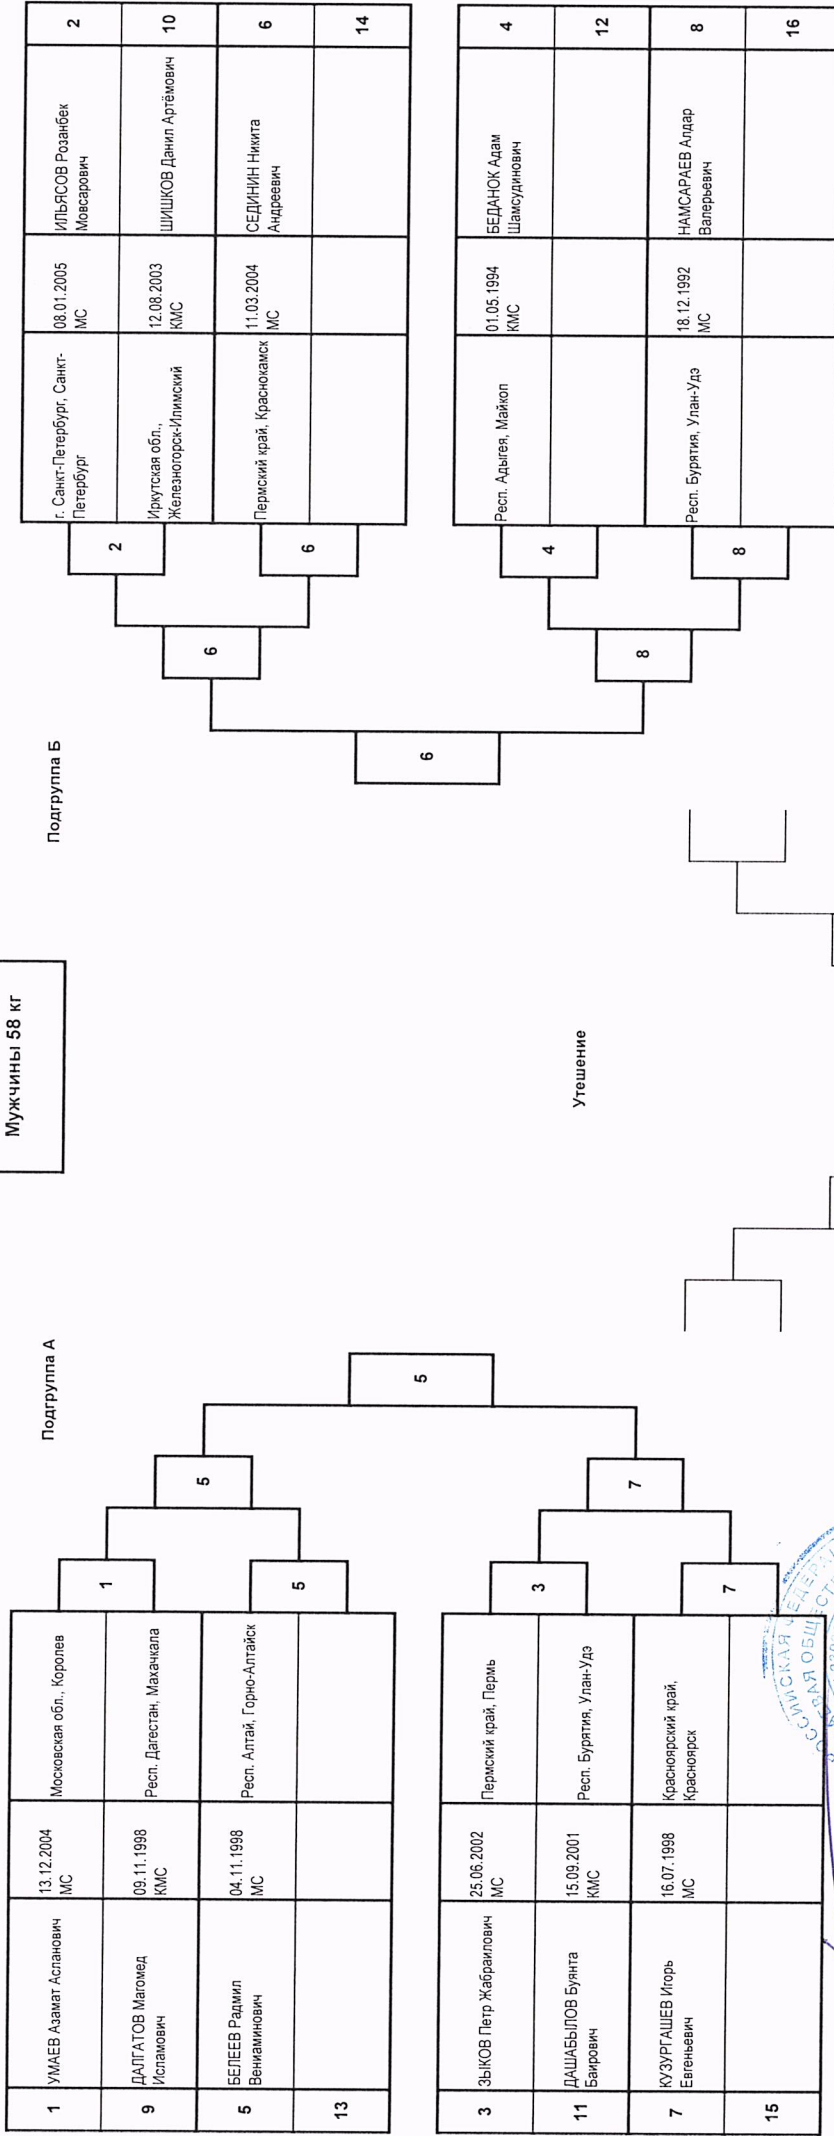 Мужчины 58 кг
Подгруппа А
1
УМАЕВ Азамат Асланович
13.12.2004
МС
Московская обл., Королев
9
ДАЛГАТОВ Магомед
Исламович
09.11.1998
КМС
Респ. Дагестан, Махачкала
5
БЕЛЕЕВ Радмил
Вениаминович
04.11.1998
МС
Респ. Алтай, Горно-Алтайск
13
1
5
5
5
3
ЗЫКОВ Петр Жабраилович
25.06.2002
МС
Пермский край, Пермь
11
ДАШАБЫЛОВ Буянта
Баирович
15.09.2001
КМС
Респ. Бурятия, Улан-Удэ
7
КУЗУРГАШЕВ Игорь
Евгеньевич
16.07.1998
МС
Красноярский край,
Красноярск
15
3
7
7
Подгруппа Б
г. Санкт-Петербург, Санкт-
Петербург
08.01.2005
МС
ИЛЬЯСОВ Розанбек
Мовсарович
2
Иркутская обл.,
Железногорск-Илимский
12.08.2003
КМС
ШИШКОВ Данил Артёмович
10
Пермский край, Краснокамск
11.03.2004
МС
СЕДИНИН Никита
Андреевич
6
14
2
6
6
6
Респ. Адыгея, Майкоп
01.05.1994
КМС
БЕДАНОК Адам
Шамсудинович
4
12
Респ. Бурятия, Улан-Удэ
18.12.1992
МС
НАМСАРАЕВ Алдар
Валерьевич
8
16
4
8
8
Утешение